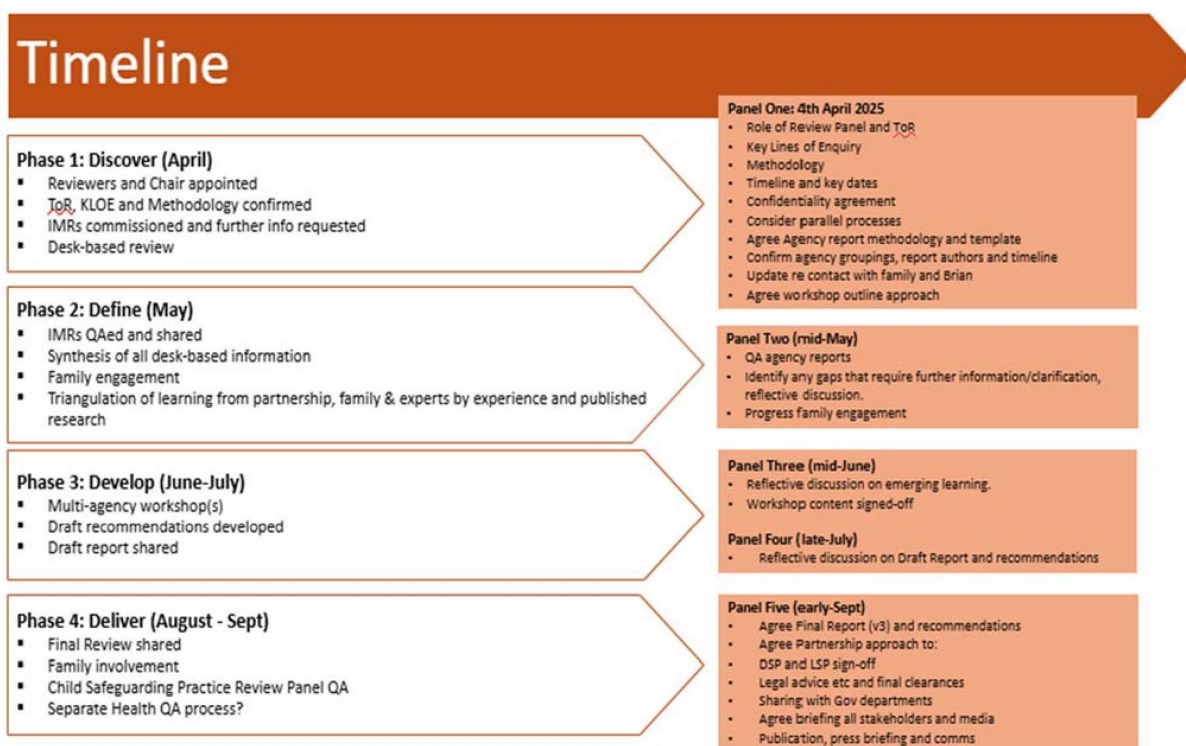 Timeline
Phase 1: Discover (April)
▪ Reviewers and Chair appointed
▪ ToR, KLOE and Methodology confirmed
▪ IMRs commissioned and further info requested
▪ Desk-based review
Panel One: 4th April 2025
• Role of Review Panel and ToR
• Key Lines of Enquiry
• Methodology
• Timeline and key dates
• Confidentiality agreement
• Consider parallel processes
• Agree Agency report methodology and template
• Confirm agency groupings, report authors and timeline
• Update re contact with family and Brian
• Agree workshop outline approach
Phase 2: Define (May)
▪ IMRs QAed and shared
▪ Synthesis of all desk-based information
▪ Family engagement
▪ Triangulation of learning from partnership, family & experts by experience and published
research
Panel Two (mid-May)
• QA agency reports
• Identify any gaps that require further information/clarification,
reflective discussion.
• Progress family engagement
Phase 3: Develop (June-July)
▪ Multi-agency workshop(s)
▪ Draft recommendations developed
▪ Draft report shared
Panel Three (mid-June)
• Reflective discussion on emerging learning.
• Workshop content signed-off
Panel Four (late-July)
• Reflective discussion on Draft Report and recommendations
Phase 4: Deliver (August - Sept)
▪ Final Review shared
▪ Family involvement
▪ Child Safeguarding Practice Review Panel QA
▪ Separate Health QA process?
Panel Five (early-Sept)
• Agree Final Report (v3) and recommendations
• Agree Partnership approach to:
• DSP and LSP sign-off
• Legal advice etc and final clearances
• Sharing with Gov departments
• Agree briefing all stakeholders and media
• Publication, press briefing and comms